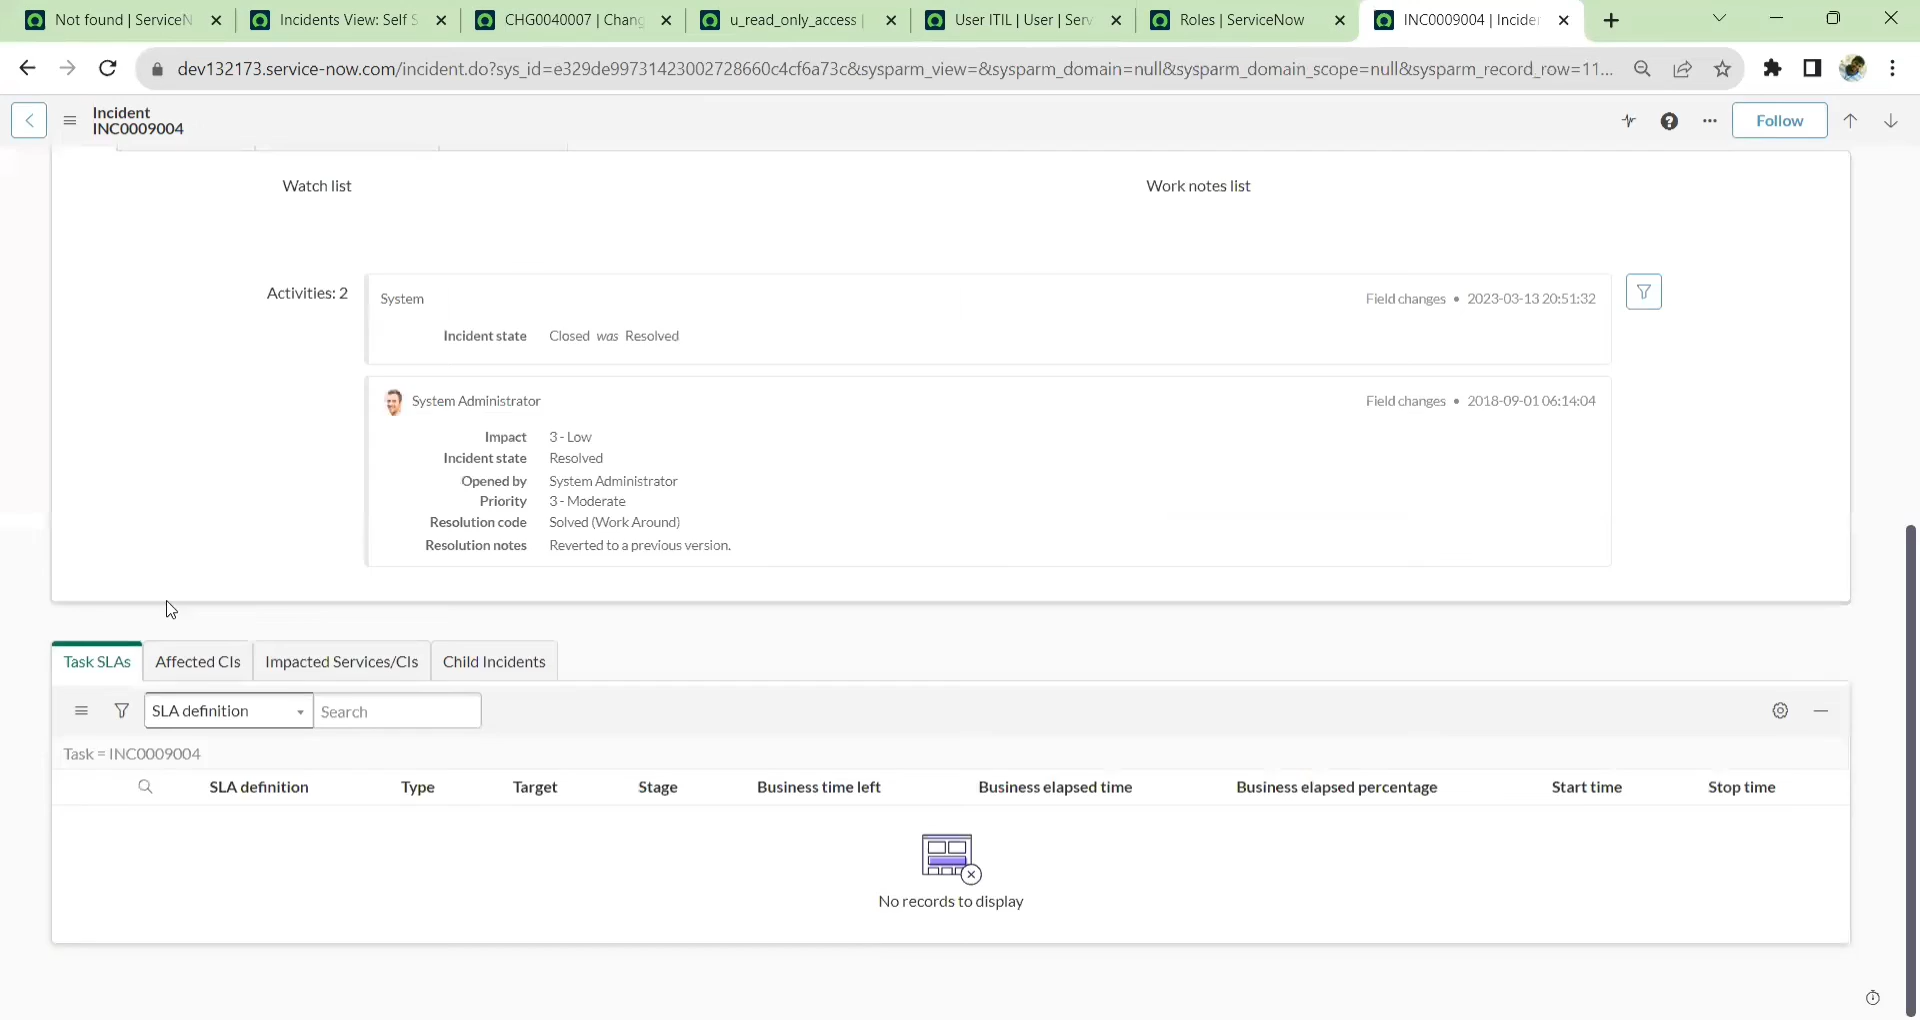 Not found | ServiceN
Incidents View: Self S
CHG0040007 | Chang
u_read_only_access |
User ITIL | User | Serv
Roles | ServiceNow
INC0009004 | Incider
dev132173.service-now.com/incident.do?sys_id=e329de99731423002728660c4cf6a73c&sysparm_view=&sysparm_domain=null&sysparm_domain_scope=null&sysparm_record_row=11...
Incident
INC0009004
Follow
Watch list
Work notes list
Activities: 2
System
Field changes • 2023-03-13 20:51:32
Incident state Closed was Resolved
System Administrator
Field changes • 2018-09-01 06:14:04
Impact 3 - Low
Incident state Resolved
Opened by System Administrator
Priority 3 - Moderate
Resolution code Solved (Work Around)
Resolution notes Reverted to a previous version.
Task SLAs
Affected CIs
Impacted Services/CIs
Child Incidents
SLA definition
Search
Task = INC0009004
SLA definition Type Target Stage Business time left Business elapsed time Business elapsed percentage Start time Stop time
No records to display